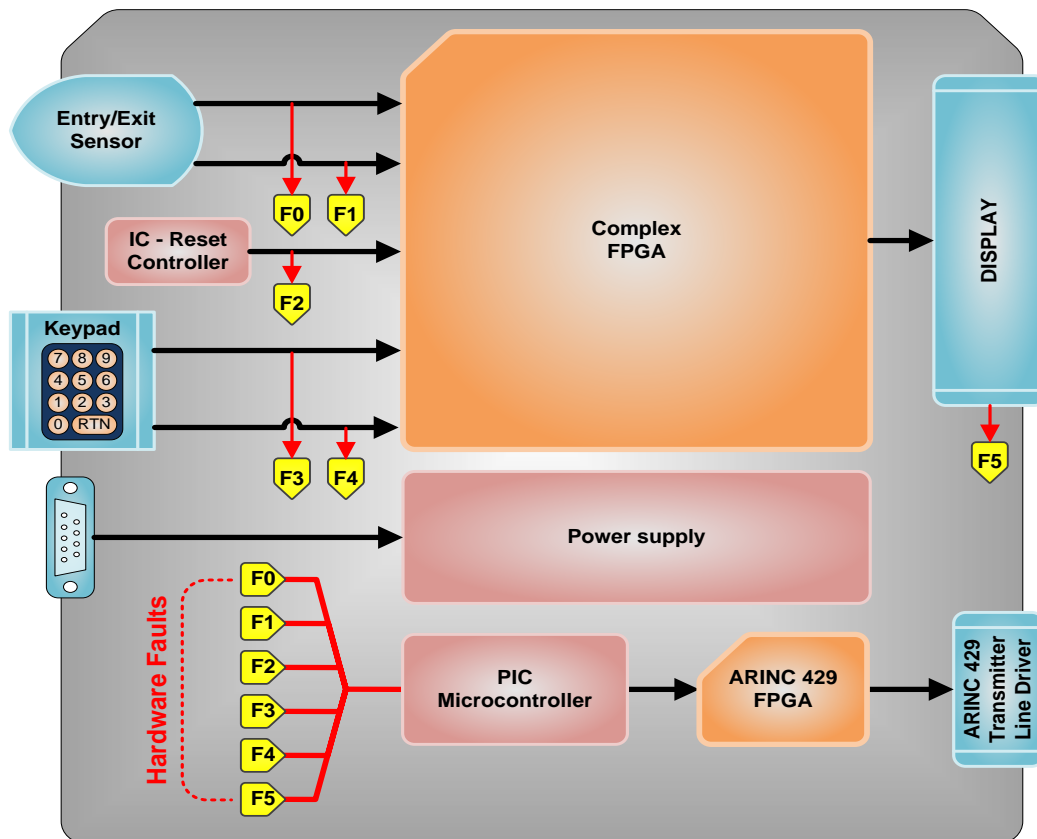 Entry/Exit
Sensor
F0
F1
IC - Reset
Controller
F2
Complex
FPGA
DISPLAY
Keypad
7 8 9
4 5 6
1 2 3
0 RTN
F3
F4
F5
Power supply
Hardware Faults
F0
F1
F2
F3
F4
F5
PIC
Microcontroller
ARINC 429
FPGA
ARINC 429
Transmitter
Line Driver